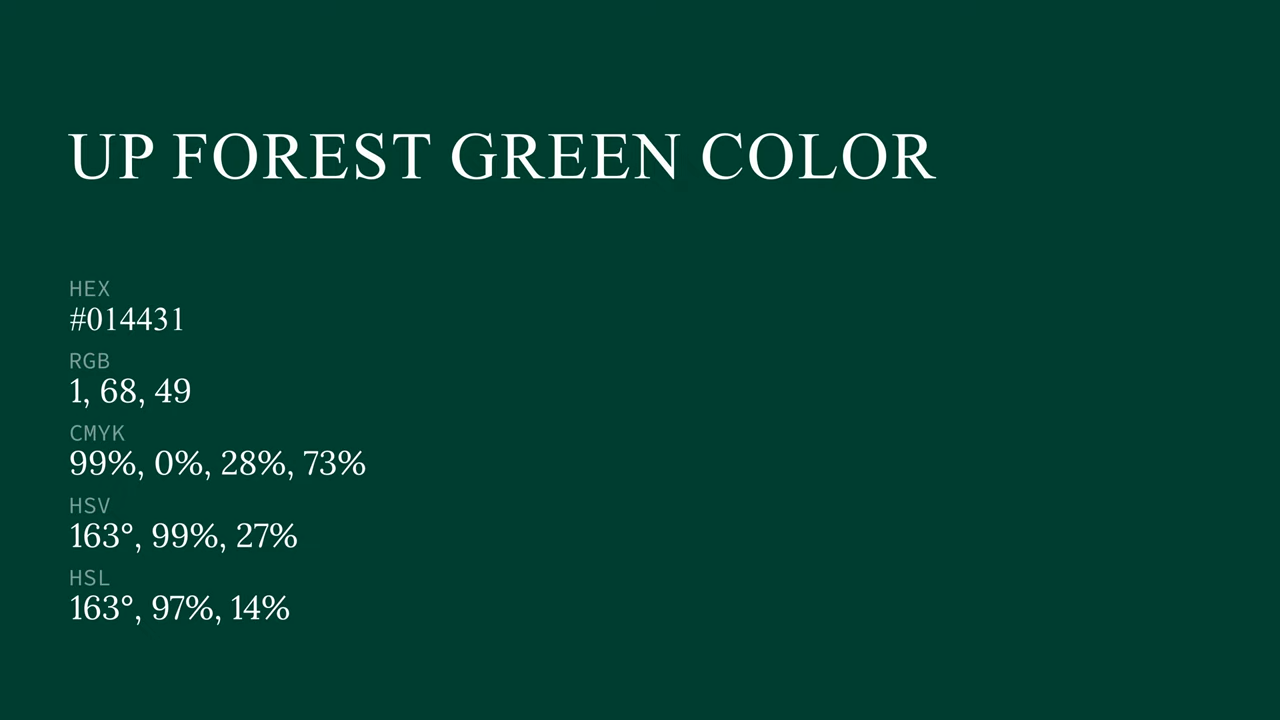 UP FOREST GREEN COLOR
HEX
#014431
RGB
1, 68, 49
CMYK
99%, 0%, 28%, 73%
HSV
163°, 99%, 27%
HSL
163°, 97%, 14%